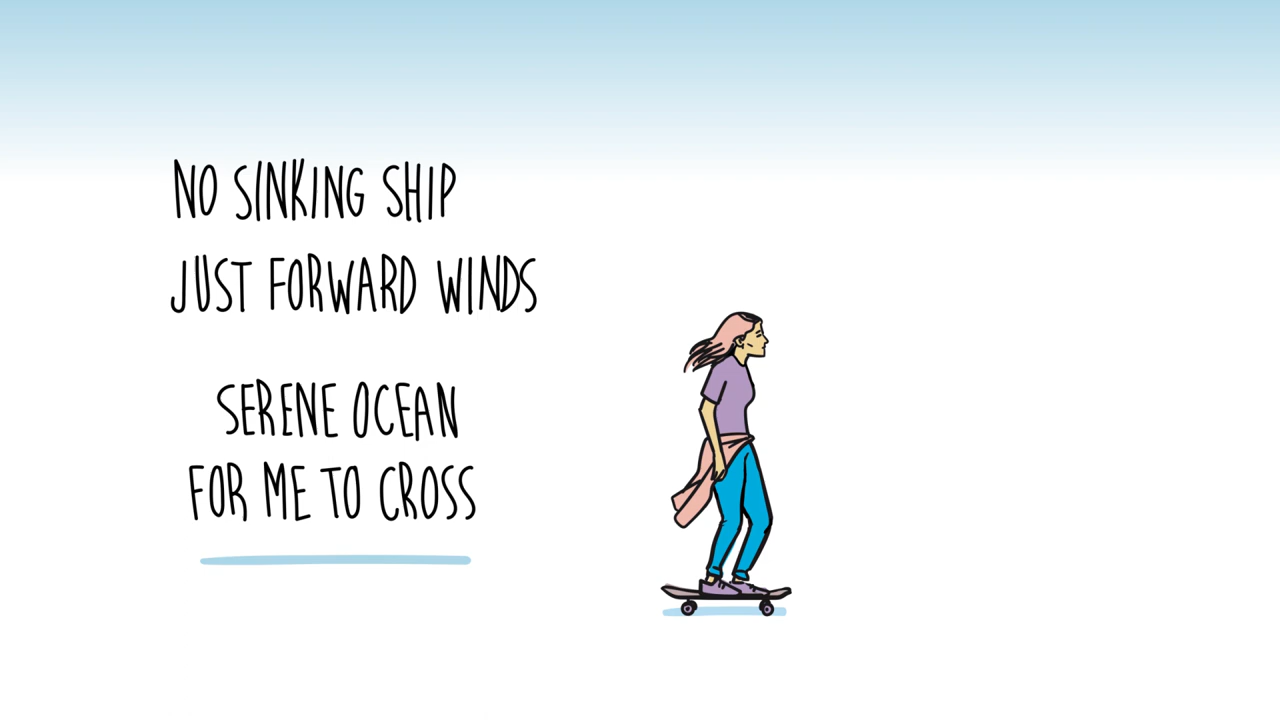 NO SINKING SHIP
JUST FORWARD WINDS
SERENE OCEAN
FOR ME TO CROSS